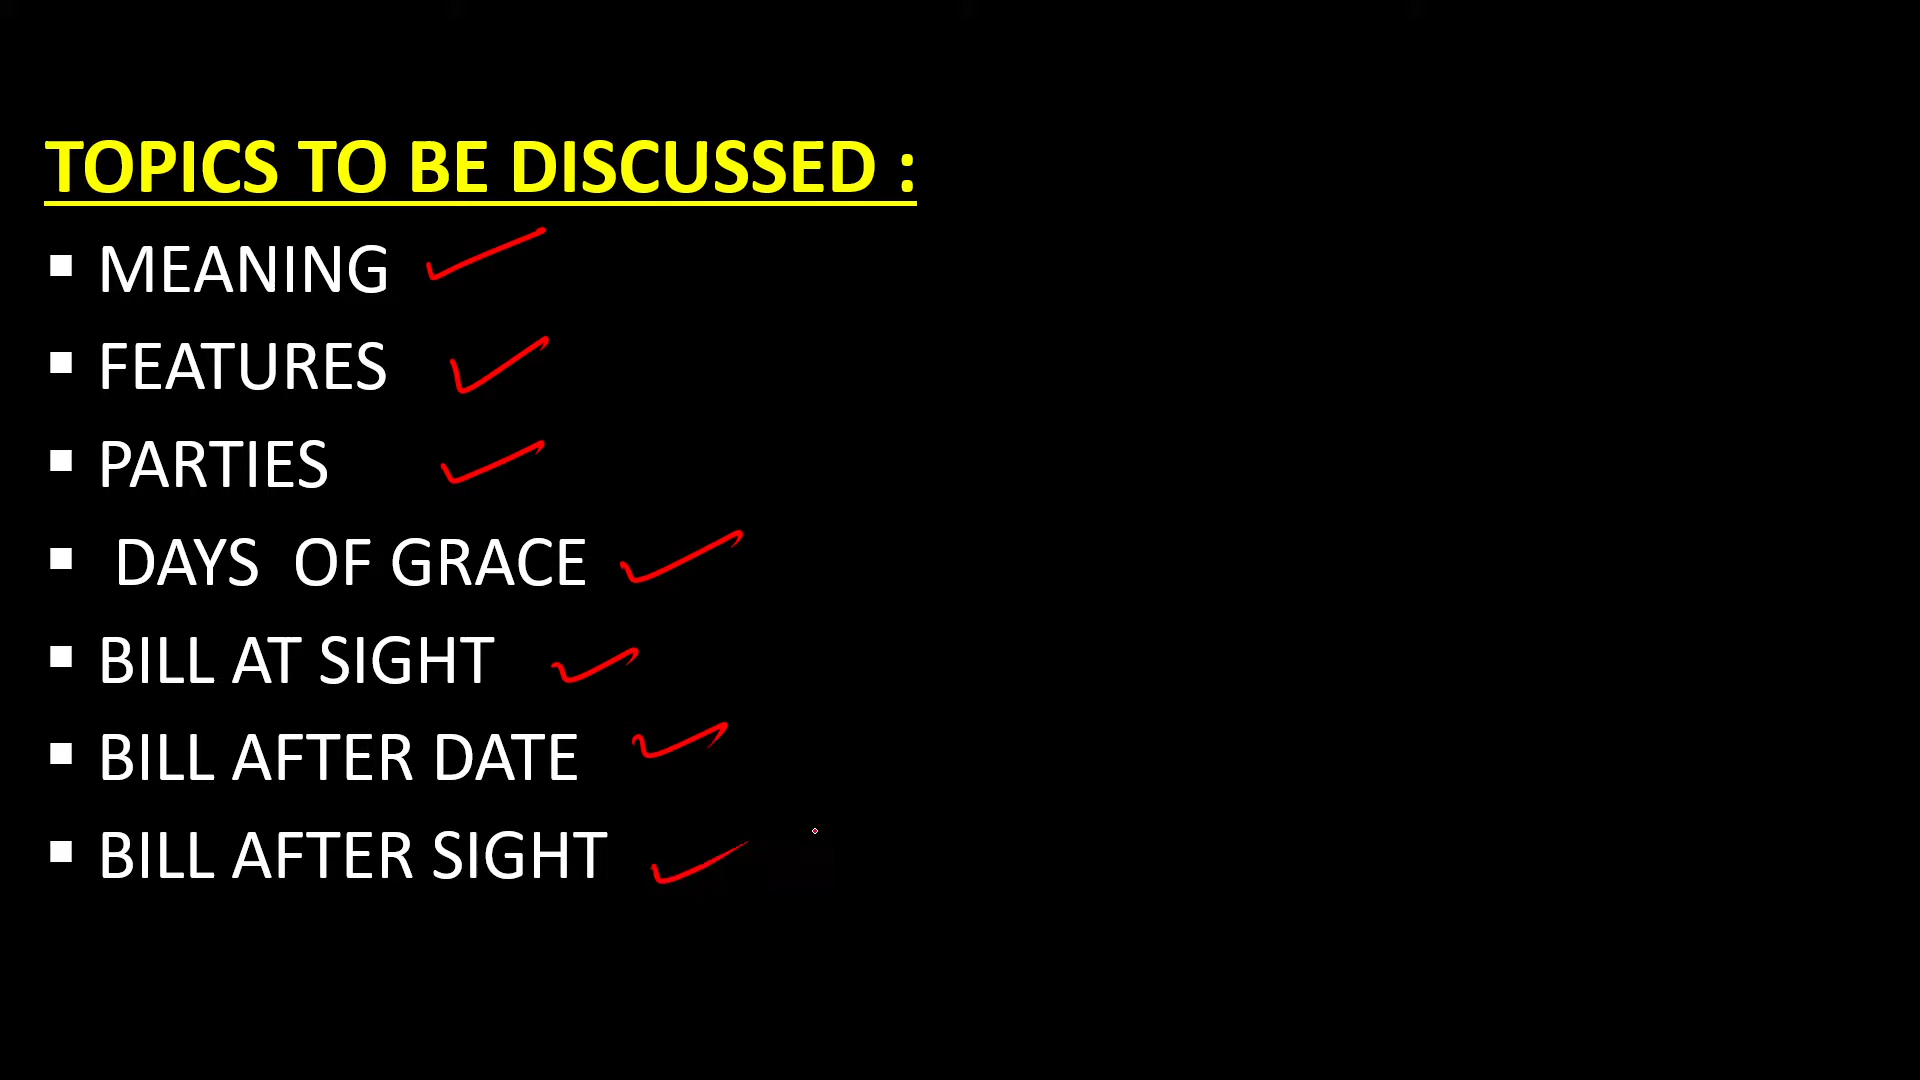 TOPICS TO BE DISCUSSED :
▪ MEANING
▪ FEATURES
▪ PARTIES
▪ DAYS OF GRACE
▪ BILL AT SIGHT
▪ BILL AFTER DATE
▪ BILL AFTER SIGHT